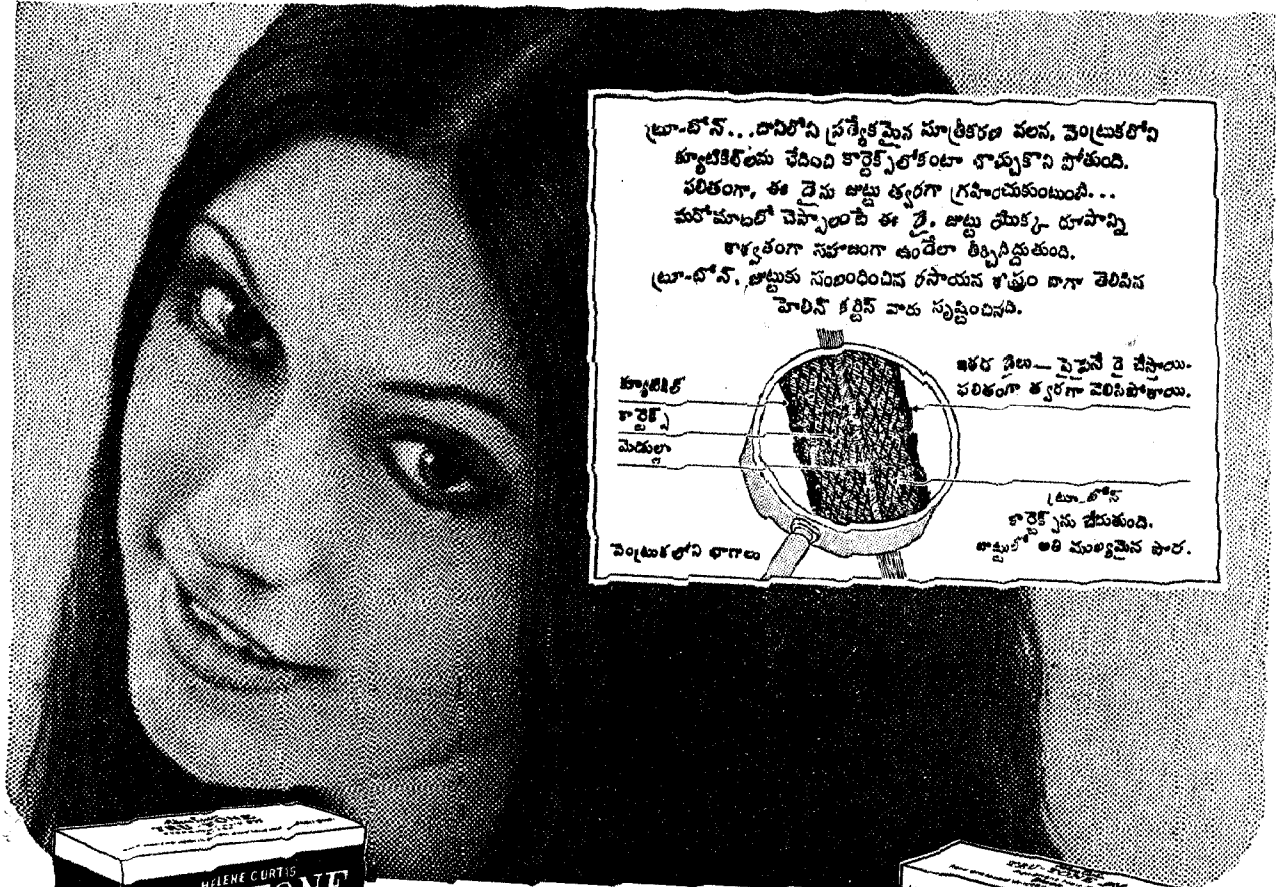 ట్రూ-టోన్...దానిలోని ప్రత్యేకమైన సూత్రీకరణ వలన, వెంట్రుకలోని
క్యూటికిల్‌లను ఛేదించి కార్టెక్స్‌లోకంటా చొచ్చుకొని పోతుంది.
ఫలితంగా, ఈ డైను జుట్టు త్వరగా గ్రహించుకుంటుంది...
మరోమాటలో చెప్పాలంటే ఈ డై, జుట్టు యొక్క రూపాన్ని
శాశ్వతంగా సహజంగా ఉండేలా తీర్చిదిద్దుతుంది.
ట్రూ-టోన్, జుట్టుకు సంబంధించిన రసాయన శాస్త్రం బాగా తెలిసిన
హెలిన్ కర్టిస్ వారు సృష్టించినది.
ఇతర డైలు— పైపైనే డై చేస్తాయి-
ఫలితంగా త్వరగా వెలిసిపోతాయి.
క్యూటికిల్
కార్టెక్స్
మెడుల్లా
ట్రూ-టోన్
కార్టెక్స్‌ను చేరుతుంది.
జుట్టులో అతి ముఖ్యమైన పొర.
వెంట్రుకలోని భాగాలు
HELENE CURTIS